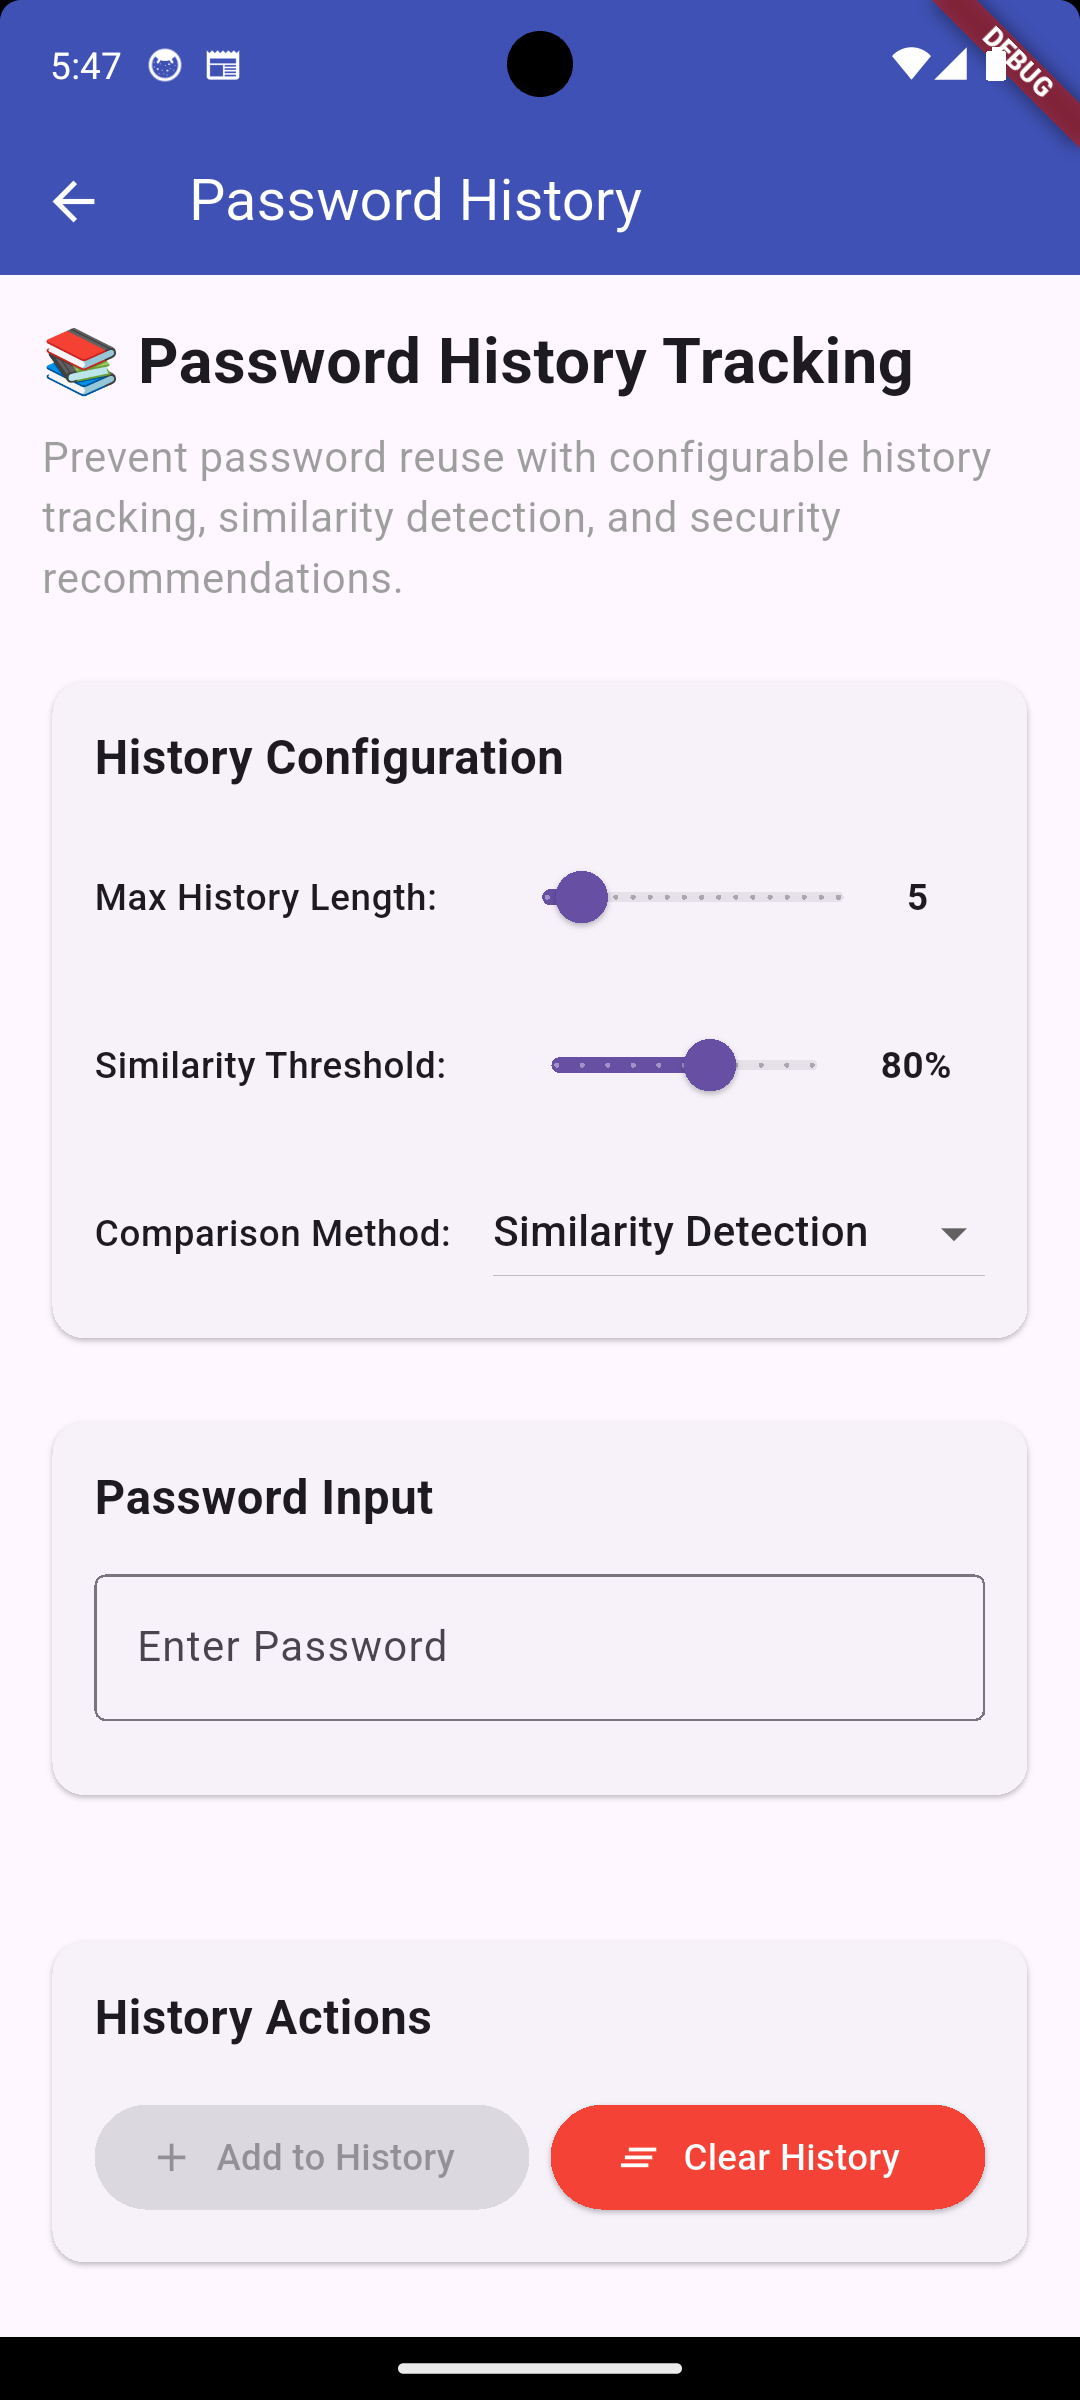 5:47
DEBUG
Password History
📚 Password History Tracking
Prevent password reuse with configurable history
tracking, similarity detection, and security
recommendations.
History Configuration
Max History Length: 5
Similarity Threshold: 80%
Comparison Method: Similarity Detection
Password Input
Enter Password
History Actions
Add to History Clear History